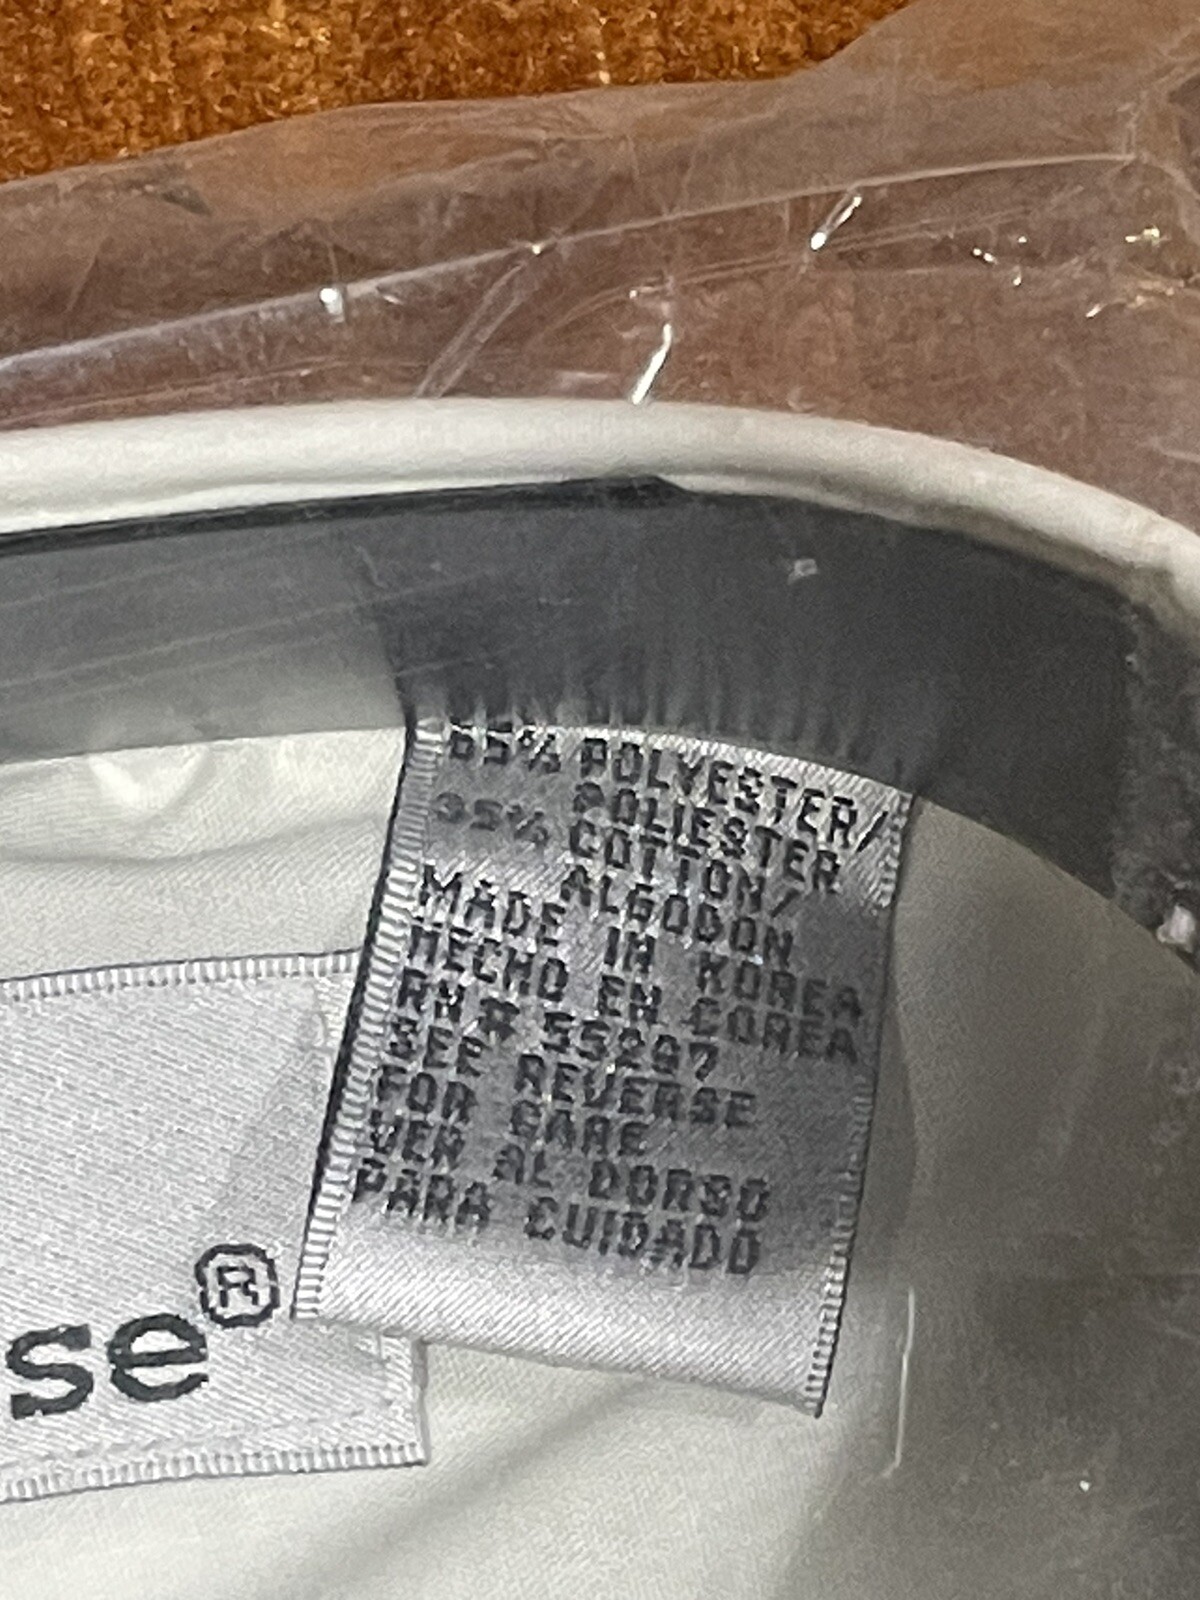 65% POLYESTER/
POLIESTER
35% COTTON/
ALGODON
MADE IN KOREA
HECHO EN COREA
RN# 55297
SEE REVERSE
FOR CARE
VER AL DORSO
PARA CUIDADO
se®